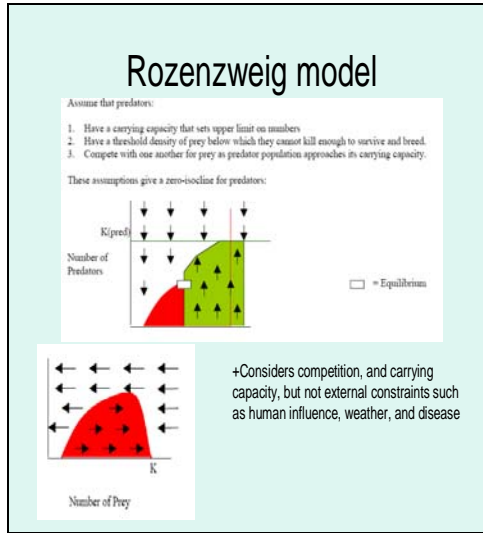 Rozenzweig model
Assume that predators:
1. Have a carrying capacity that sets upper limit on numbers
2. Have a threshold density of prey below which they cannot kill enough to survive and breed.
3. Compete with one another for prey as predator population approaches its carrying capacity.
These assumptions give a zero-isocline for predators:
K(pred)
Number of
Predators
= Equilibrium
+Considers competition, and carrying
capacity, but not external constraints such
as human influence, weather, and disease
K
Number of Prey